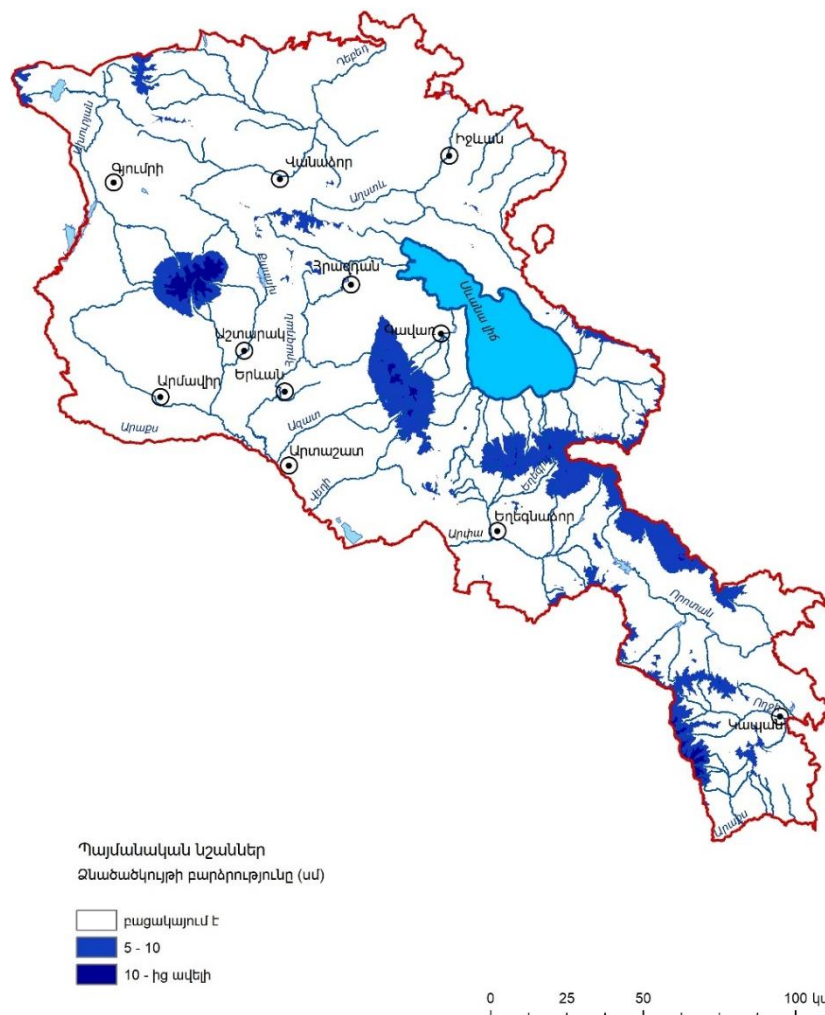 Դեբեդ
Ախուրյան
Իջևան
Վանաձոր
Գյումրի
Աղստև
Քասախ
Հրազդան
Սևանա լիճ
Գավառ
Աշտարակ
Հրազդան
Երևան
Արմավիր
Ազատ
Արաքս
Արտաշատ
Վեդի
Եղեգիս
Եղեգնաձոր
Արփա
Որոտան
Ողջի
Կապան
Արաքս
Պայմանական նշաններ
Ձնածածկույթի բարձրությունը (սմ)
բացակայում է
5 - 10
10 - ից ավելի
0 25 50 100 կմ